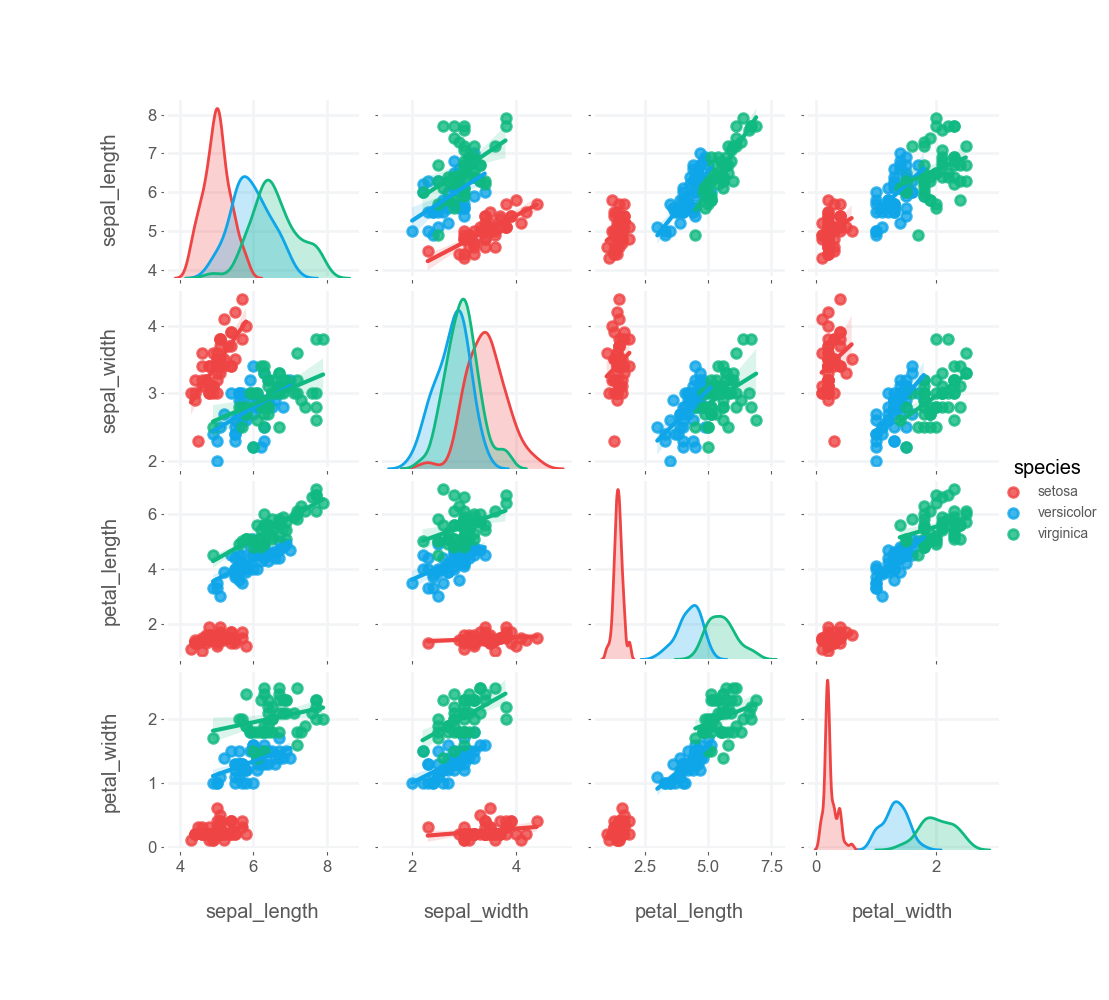 sepal_length
8
7
6
5
4
sepal_width
4
3
2
petal_length
6
4
2
petal_width
2
1
0
4 6 8
2 4
2.5 5.0 7.5
0 2
sepal_length sepal_width petal_length petal_width
species
setosa
versicolor
virginica